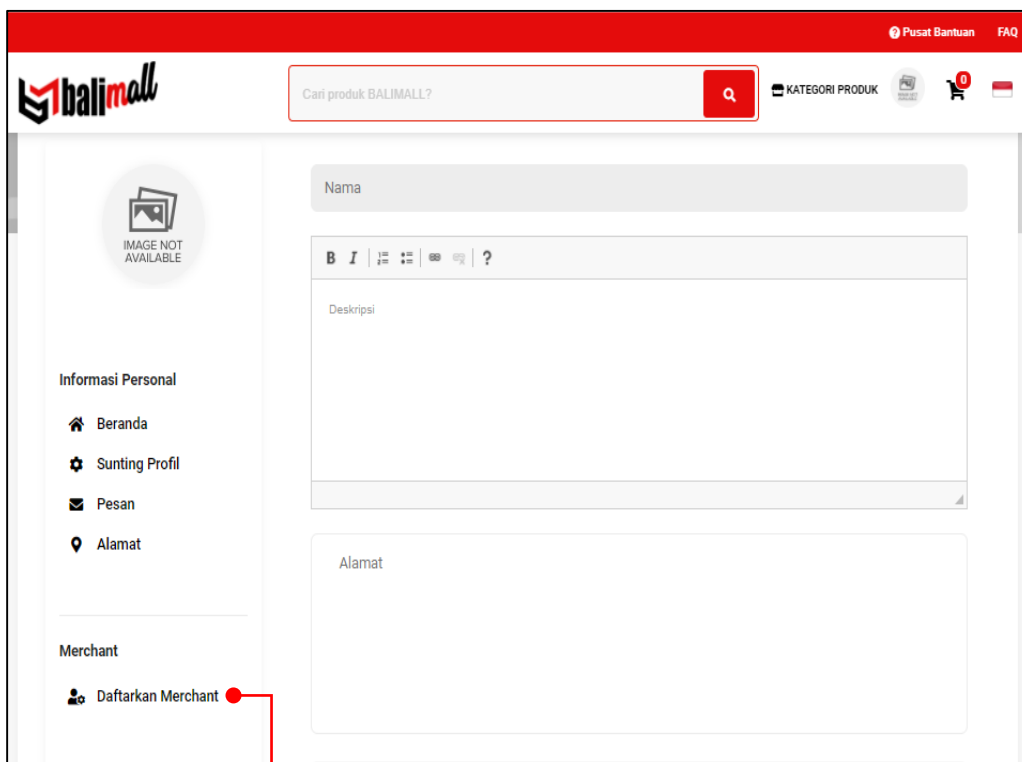 Pusat Bantuan FAQ
balimall
Cari produk BALIMALL?
KATEGORI PRODUK
0
IMAGE NOT
AVAILABLE
Informasi Personal
Beranda
Sunting Profil
Pesan
Alamat
Merchant
Daftarkan Merchant
Nama
B I ?
Deskripsi
Alamat